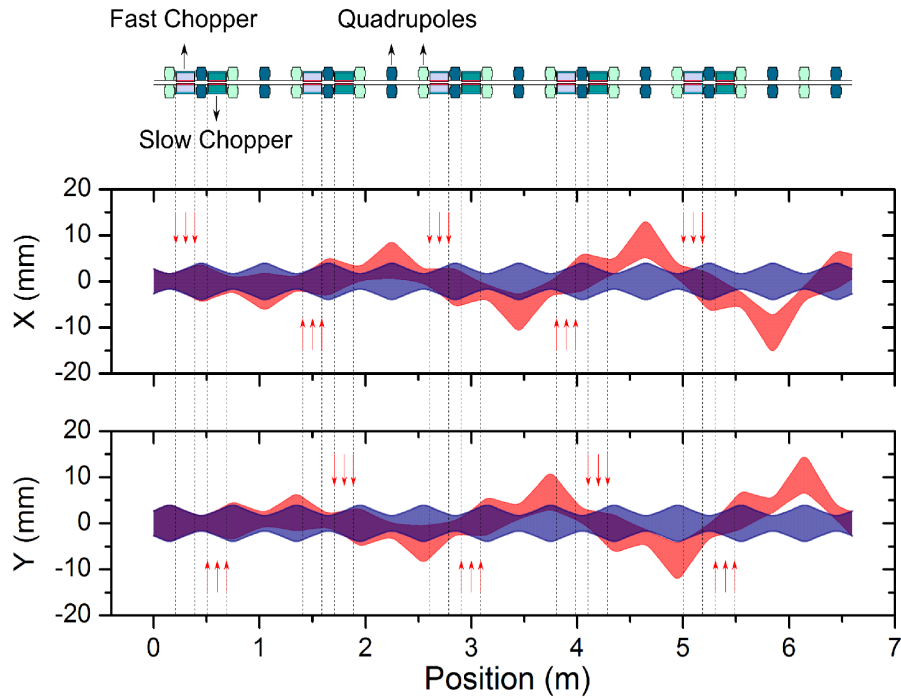 Fast Chopper
Quadrupoles
Slow Chopper
20
10
0
-10
-20
X (mm)
20
10
0
-10
-20
Y (mm)
0 1 2 3 4 5 6 7
Position (m)